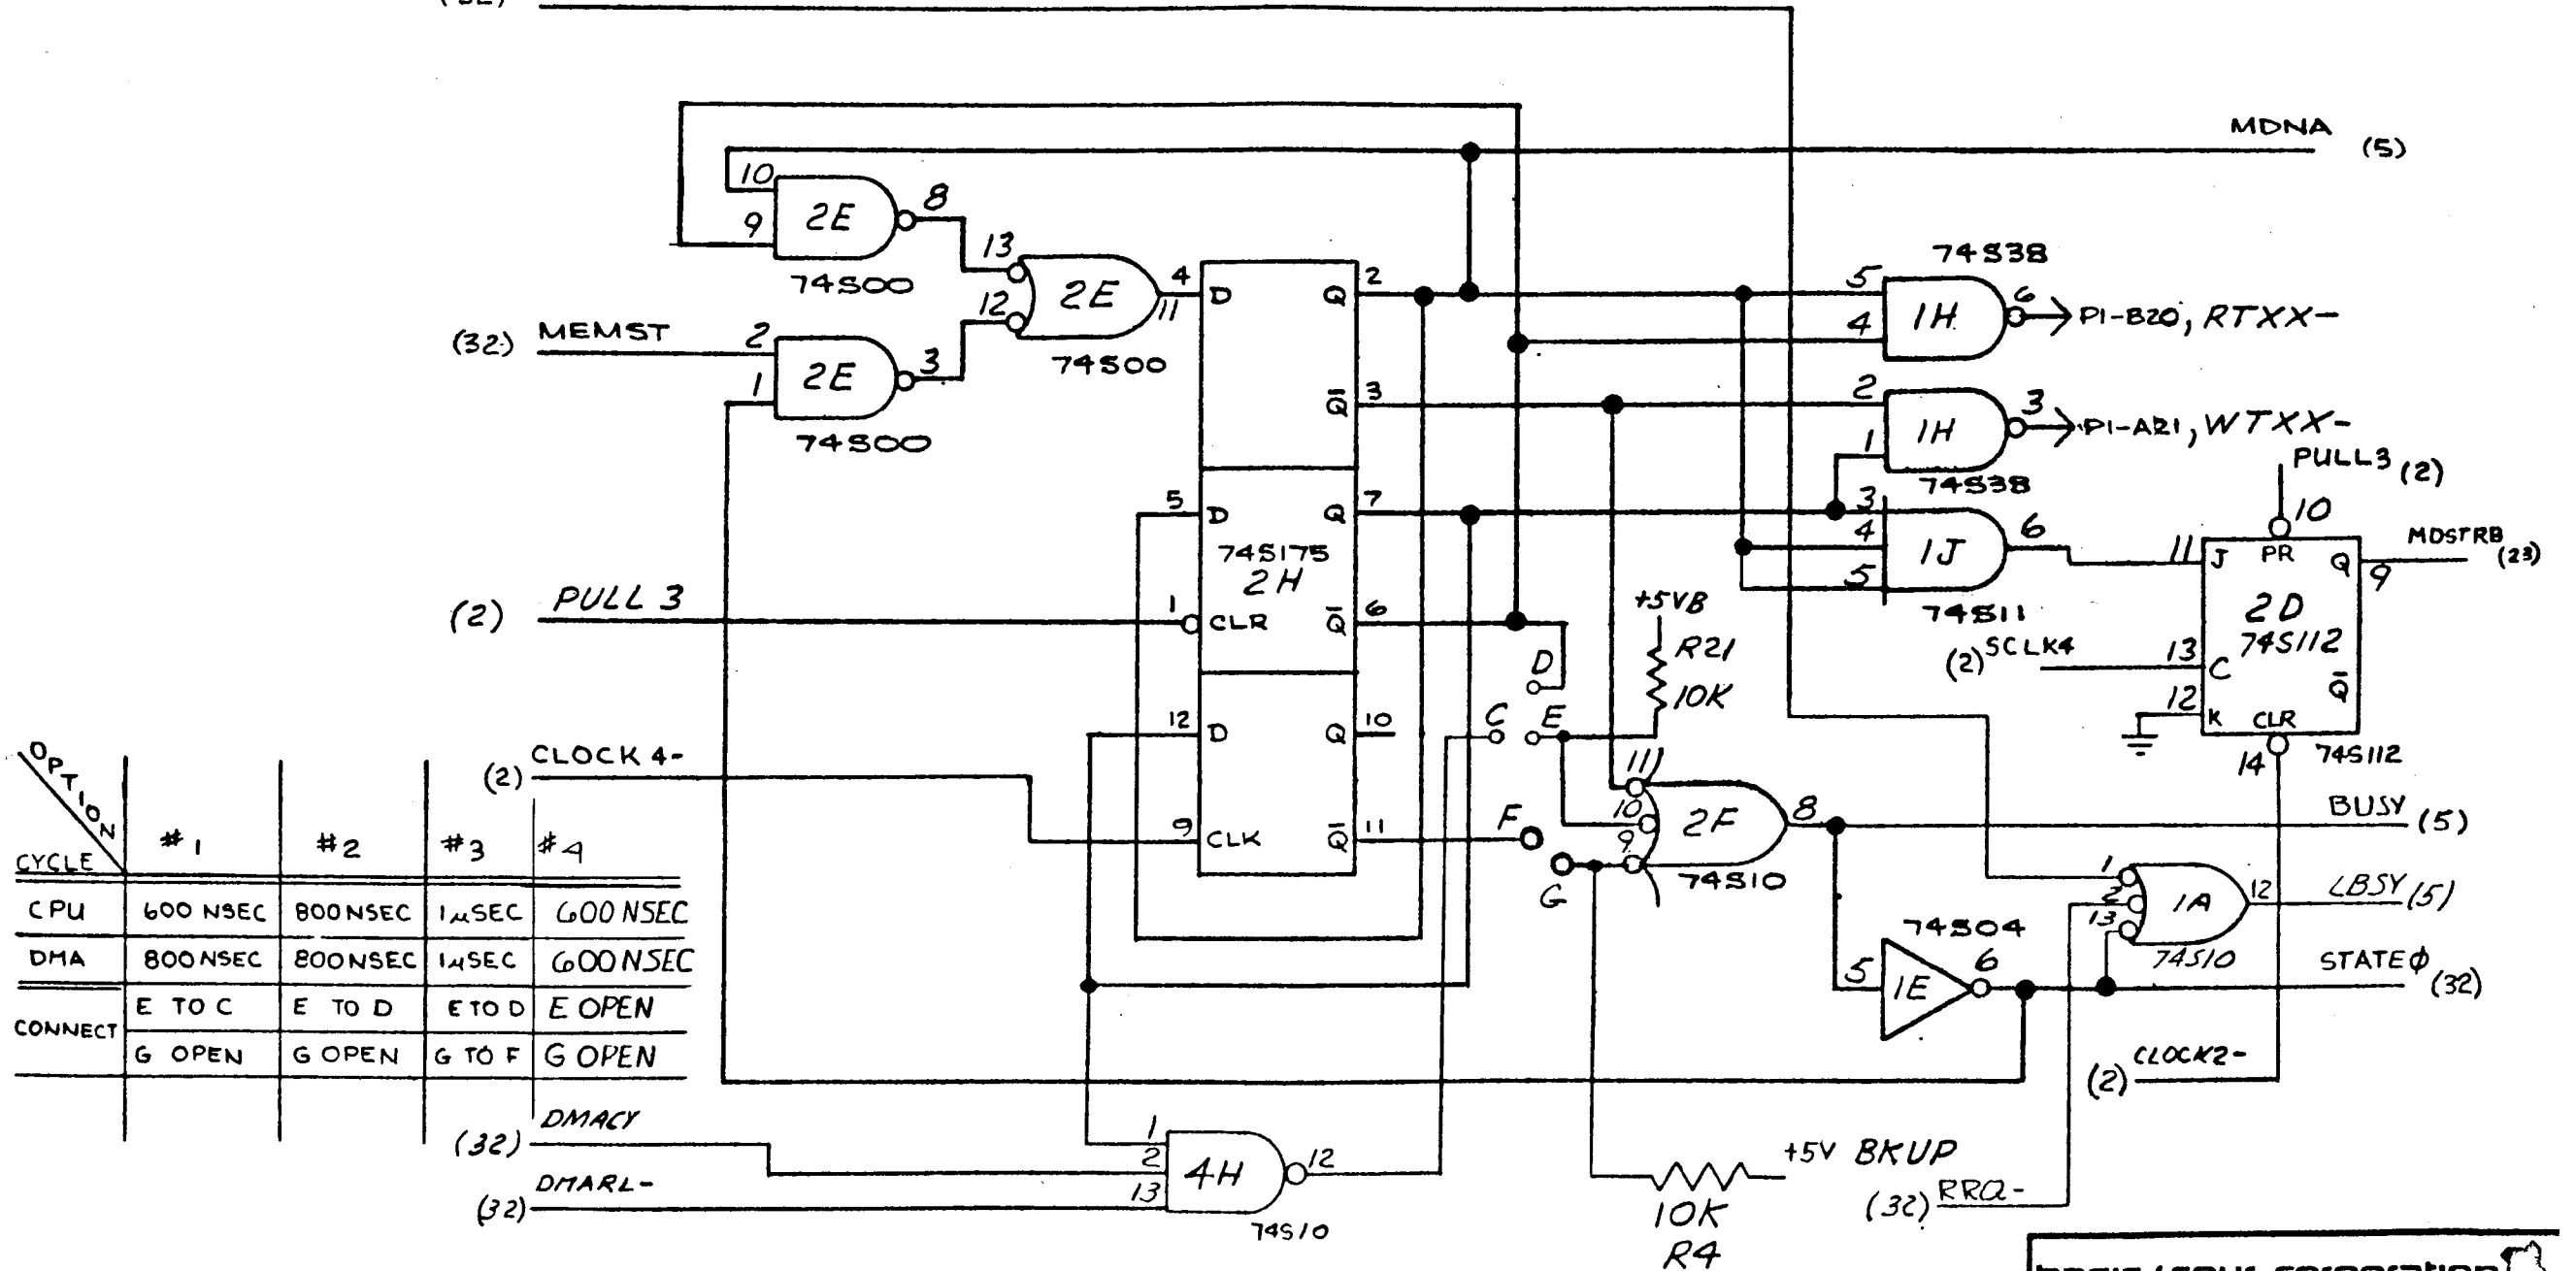 MDNA
(5)
10
9
2E
8
74S00
13
12
2E
11
74S00
(32)
MEMST
2
1
2E
3
74S00
4
D
Q
2
Q̄
3
5
D
Q
7
74S175
2H
(2)
PULL 3
1
CLR
Q̄
6
12
D
Q
10
(2)
CLOCK 4-
9
CLK
Q̄
11
74S38
5
4
1H
6
P1-B20, RTXX-
2
1
1H
3
P1-A21, WTXX-
74S38
PULL3 (2)
3
4
5
1J
6
74S11
10
11
J
PR
Q
9
MDSTRB
(23)
2D
74S112
(2) SCLK4
13
C
Q̄
12
K
CLR
14
74S112
+5VB
R21
10K
D
C
E
F
G
11
10
9
2F
8
74S10
BUSY
(5)
1
2
13
1A
12
LBSY (5)
74S10
74S04
5
1E
6
STATEØ
(32)
CLOCK2-
(2)
OPTION
#1
#2
#3
#4
CYCLE
CPU
600 NSEC
800 NSEC
1µSEC
600 NSEC
DMA
800 NSEC
800 NSEC
1µSEC
600 NSEC
CONNECT
E TO C
E TO D
E TO D
E OPEN
G OPEN
G OPEN
G TO F
G OPEN
(32)
DMACY
(32)
DMARL-
1
2
13
4H
12
74S10
+5V BKUP
10K
R4
(32)
RRQ-